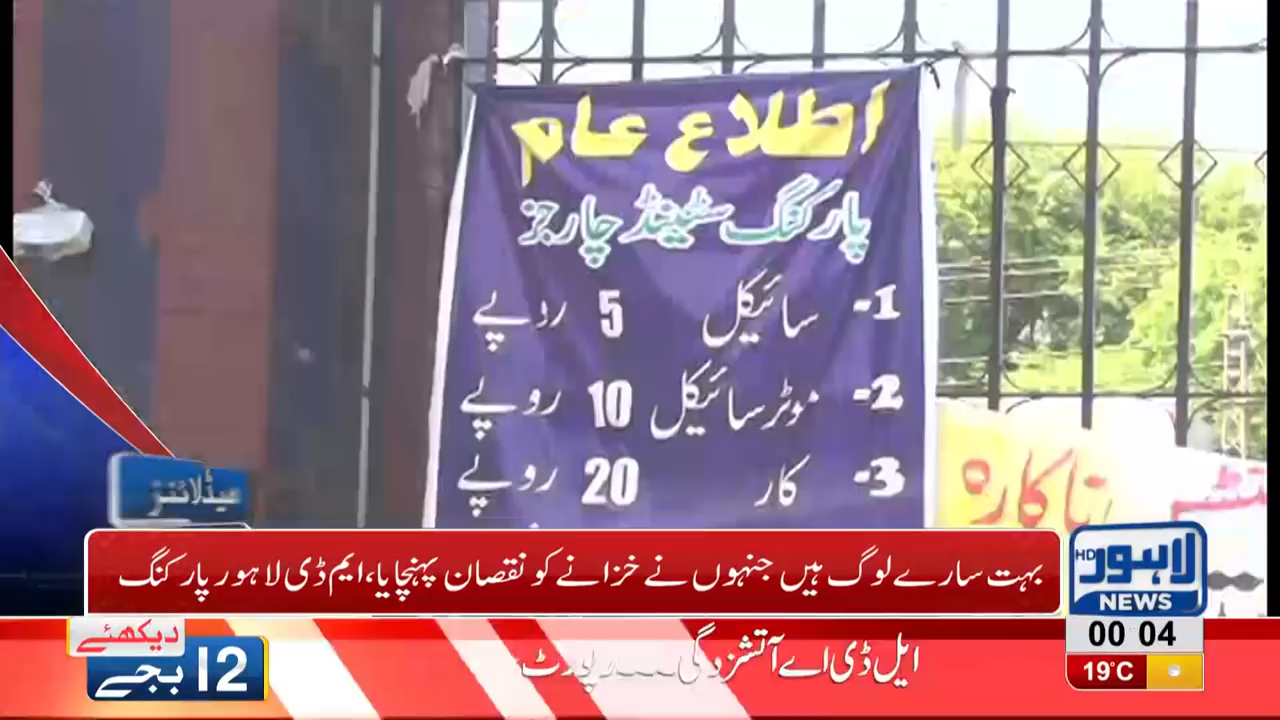 اطلاع عام
پارکنگ سٹینڈ چارجز
1- سائیکل 5 روپے
2- موٹرسائیکل 10 روپے
3- کار 20 روپے
ناکارہ
ہیڈلائنز
بہت سارے لوگ ہیں جنہوں نے خزانے کو نقصان پہنچایا، ایم ڈی لاہور پارکنگ
لاہور HD
NEWS
00 04
19°C
دیکھئے
12 بجے
ایل ڈی اے آتشزدگی ۔۔۔ رپورٹ